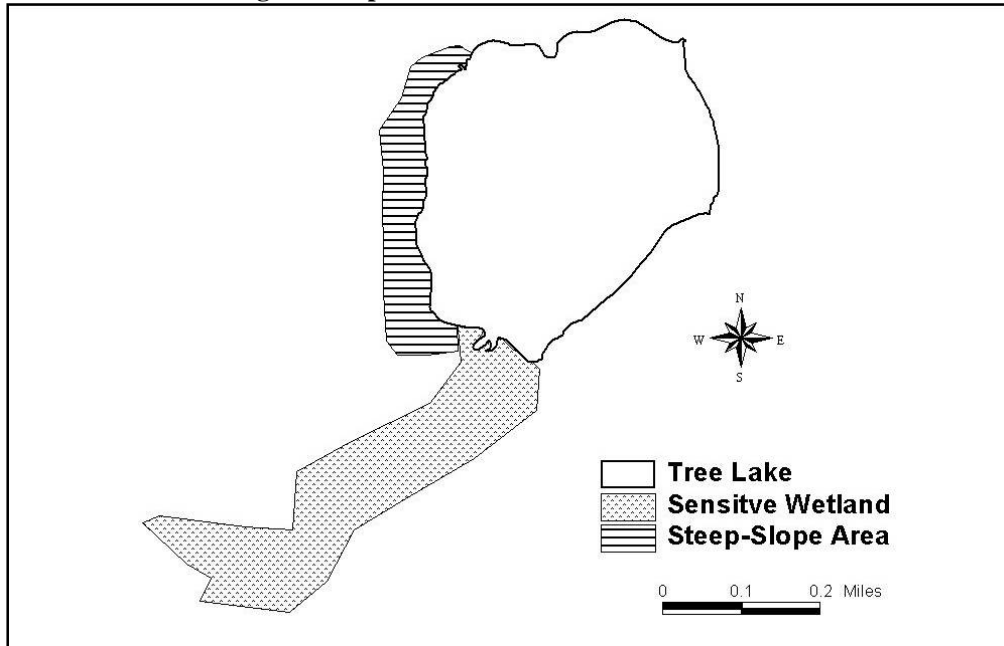 N
W E
S
Tree Lake
Sensitve Wetland
Steep-Slope Area
0 0.1 0.2 Miles